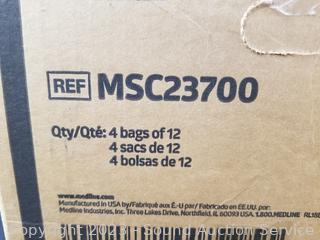 REF MSC23700
Qty/Qté: 4 bags of 12
4 sacs de 12
4 bolsas de 12
www.medline.com
Manufactured in USA by/Fabriqué aux É.-U par/ Fabricado en EE.UU. por:
Medline Industries, Inc. Three Lakes Drive, Northfield, IL 60093 USA 1.800.MEDLINE
Copyright 2023 - Sound Auction Service